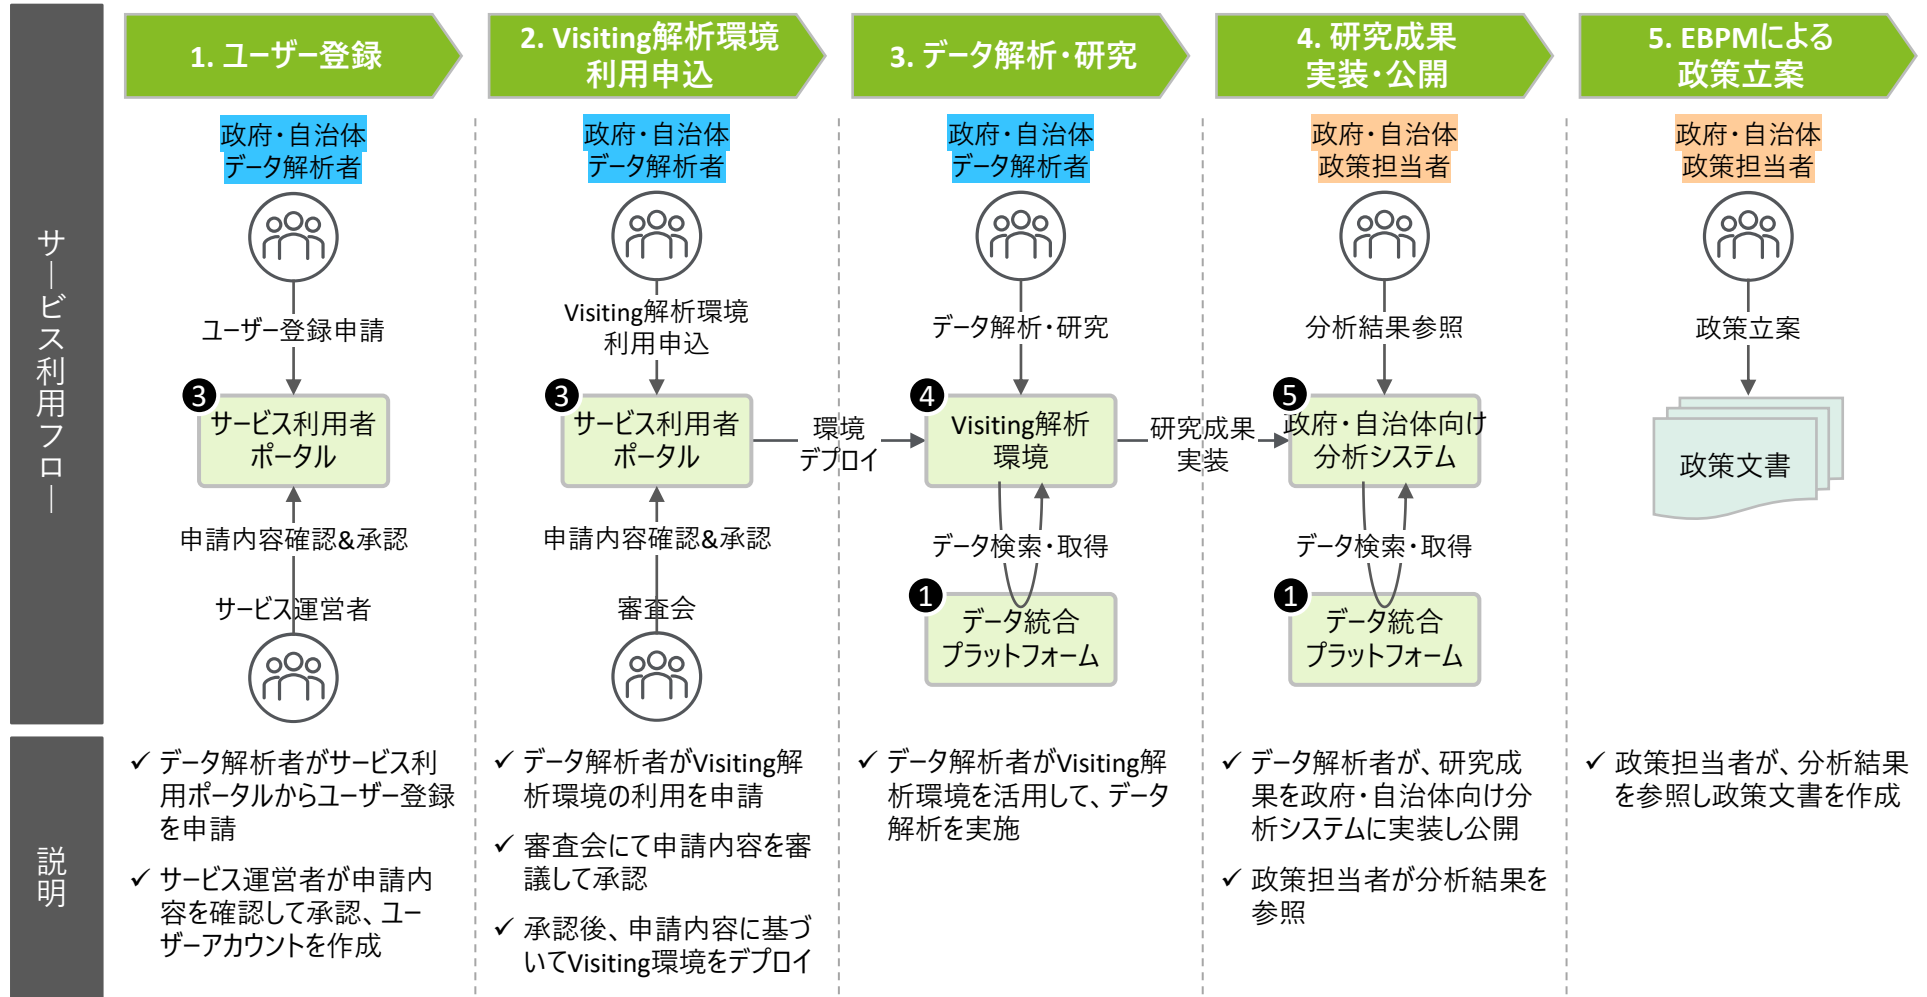 サービス利用フロー
1. ユーザー登録
2. Visiting解析環境
利用申込
3. データ解析・研究
4. 研究成果
実装・公開
5. EBPMによる
政策立案
政府・自治体
データ解析者
ユーザー登録申請
3
サービス利用者
ポータル
申請内容確認&承認
サービス運営者
政府・自治体
データ解析者
Visiting解析環境
利用申込
3
サービス利用者
ポータル
申請内容確認&承認
審査会
環境
デプロイ
政府・自治体
データ解析者
データ解析・研究
4
Visiting解析
環境
データ検索・取得
1
データ統合
プラットフォーム
研究成果
実装
政府・自治体
政策担当者
分析結果参照
5
政府・自治体向け
分析システム
データ検索・取得
1
データ統合
プラットフォーム
政府・自治体
政策担当者
政策立案
政策文書
説明
✓ データ解析者がサービス利
用ポータルからユーザー登録
を申請
✓ サービス運営者が申請内
容を確認して承認、ユー
ザーアカウントを作成
✓ データ解析者がVisiting解
析環境の利用を申請
✓ 審査会にて申請内容を審
議して承認
✓ 承認後、申請内容に基づ
いてVisiting環境をデプロイ
✓ データ解析者がVisiting解
析環境を活用して、データ
解析を実施
✓ データ解析者が、研究成
果を政府・自治体向け分
析システムに実装し公開
✓ 政策担当者が分析結果を
参照
✓ 政策担当者が、分析結果
を参照し政策文書を作成